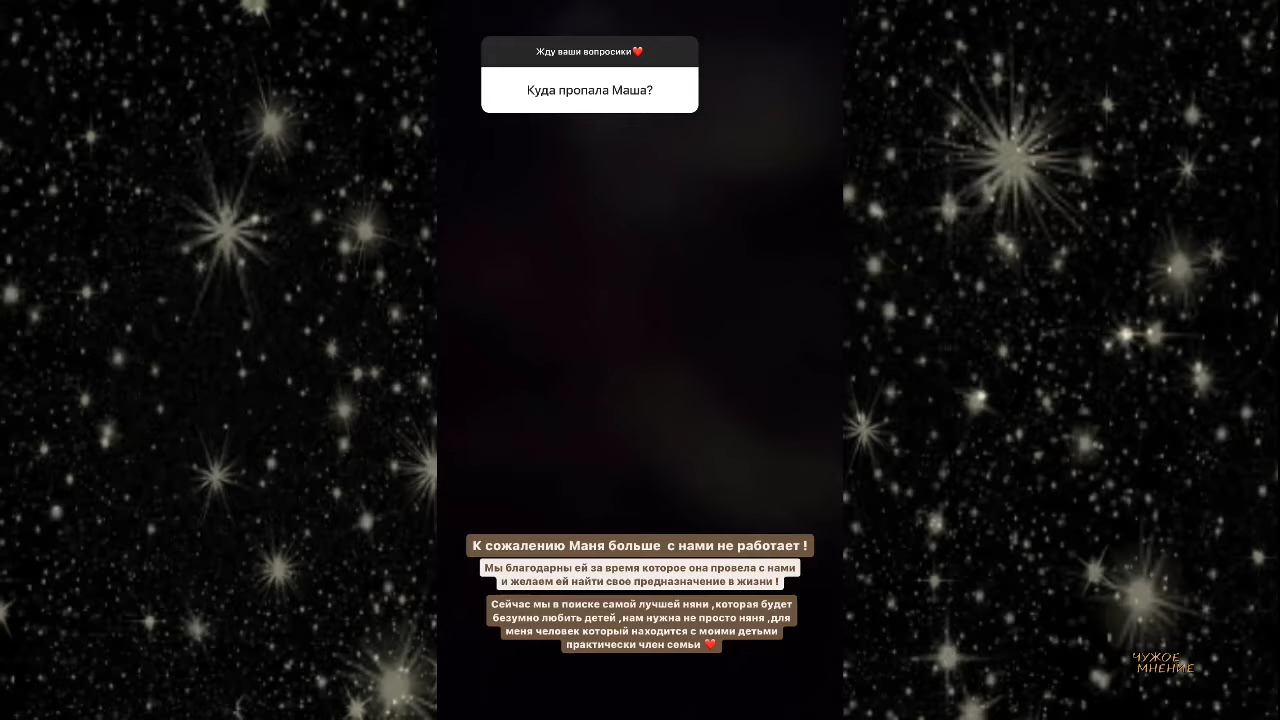 Жду ваши вопросики❤️
Куда пропала Маша?
К сожалению Маня больше с нами не работает !
Мы благодарны ей за время которое она провела с нами
и желаем ей найти свое предназначение в жизни !
Сейчас мы в поиске самой лучшей няни ,которая будет
безумно любить детей ,нам нужна не просто няня ,для
меня человек который находится с моими детьми
практически член семьи ❤️
ЧУЖОЕ
МНЕНИЕ